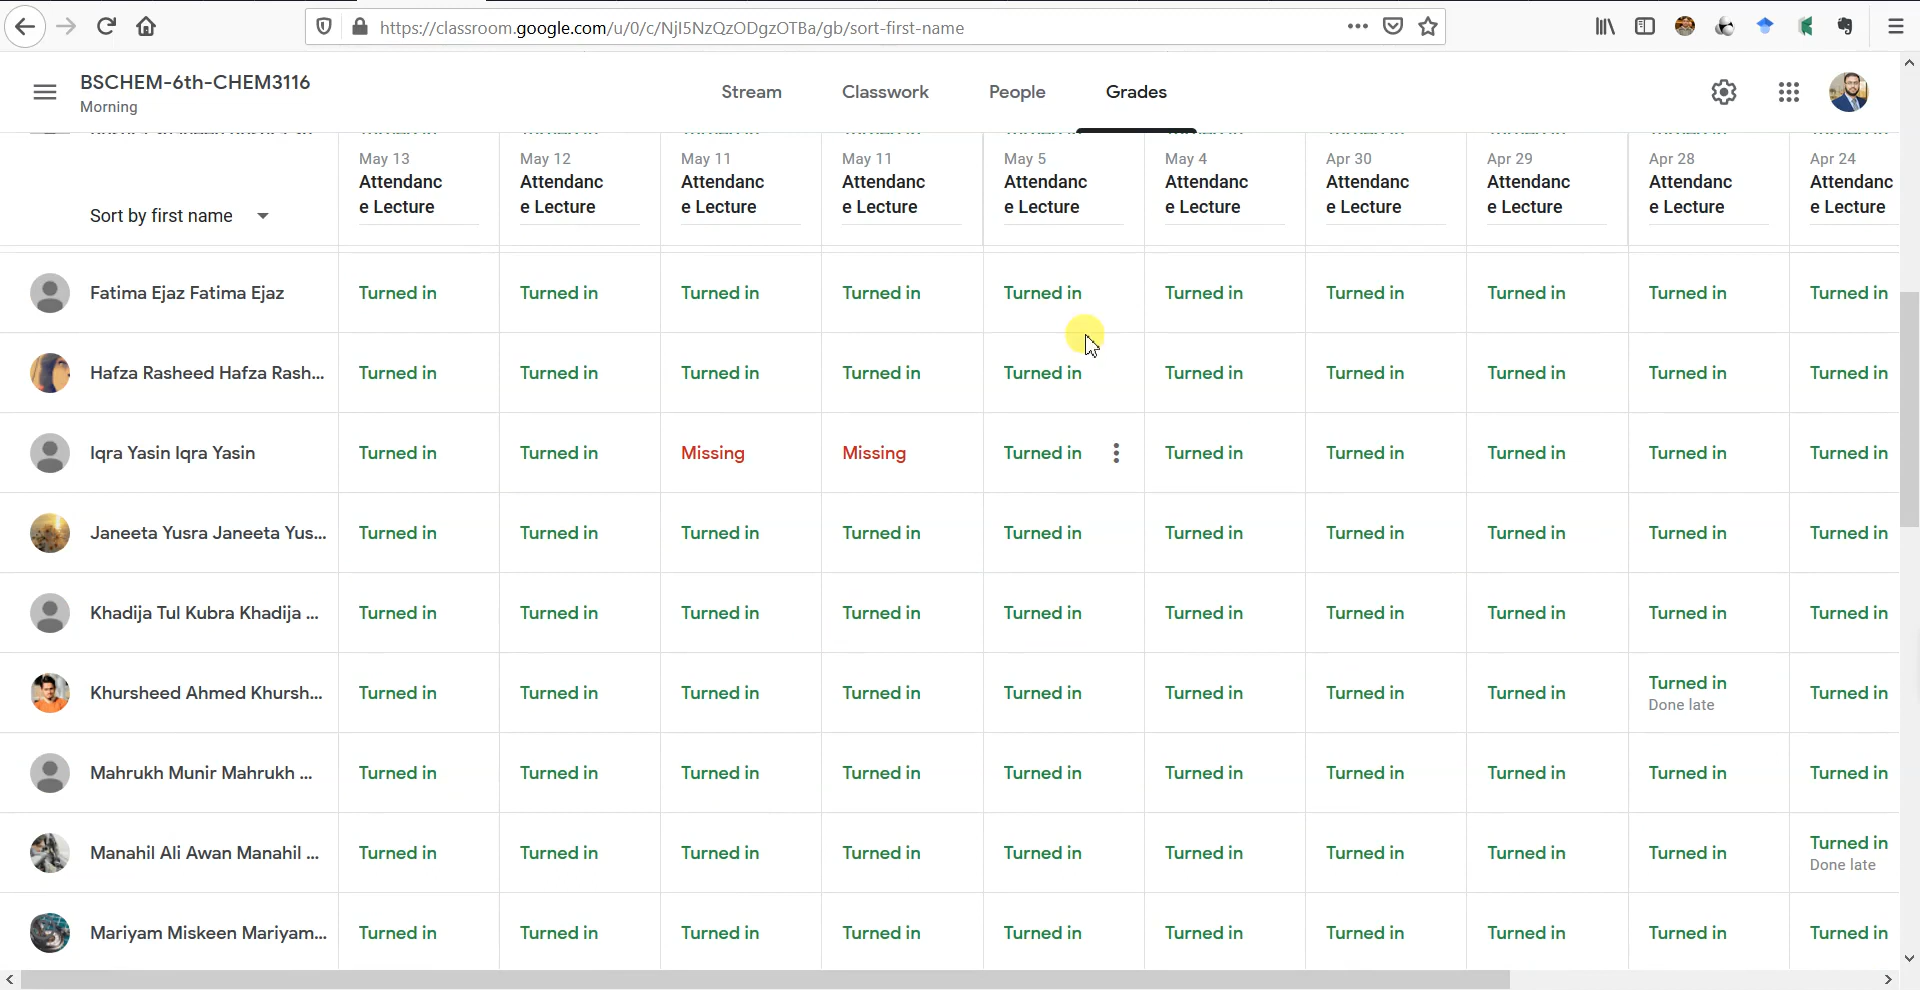 https://classroom.google.com/u/0/c/NjI5NzQzODgzOTBa/gb/sort-first-name
BSCHEM-6th-CHEM3116
Morning
Stream Classwork People Grades
May 13 May 12 May 11 May 11 May 5 May 4 Apr 30 Apr 29 Apr 28 Apr 24
Attendanc Attendanc Attendanc Attendanc Attendanc Attendanc Attendanc Attendanc Attendanc Attendanc
e Lecture e Lecture e Lecture e Lecture e Lecture e Lecture e Lecture e Lecture e Lecture e Lecture
Sort by first name
Fatima Ejaz Fatima Ejaz Turned in Turned in Turned in Turned in Turned in Turned in Turned in Turned in Turned in Turned in
Hafza Rasheed Hafza Rash... Turned in Turned in Turned in Turned in Turned in Turned in Turned in Turned in Turned in Turned in
Iqra Yasin Iqra Yasin Turned in Turned in Missing Missing Turned in Turned in Turned in Turned in Turned in Turned in
Janeeta Yusra Janeeta Yus... Turned in Turned in Turned in Turned in Turned in Turned in Turned in Turned in Turned in Turned in
Khadija Tul Kubra Khadija ... Turned in Turned in Turned in Turned in Turned in Turned in Turned in Turned in Turned in Turned in
Khursheed Ahmed Khursh... Turned in Turned in Turned in Turned in Turned in Turned in Turned in Turned in Turned in Turned in
Done late
Mahrukh Munir Mahrukh ... Turned in Turned in Turned in Turned in Turned in Turned in Turned in Turned in Turned in Turned in
Manahil Ali Awan Manahil ... Turned in Turned in Turned in Turned in Turned in Turned in Turned in Turned in Turned in Turned in
Done late
Mariyam Miskeen Mariyam... Turned in Turned in Turned in Turned in Turned in Turned in Turned in Turned in Turned in Turned in